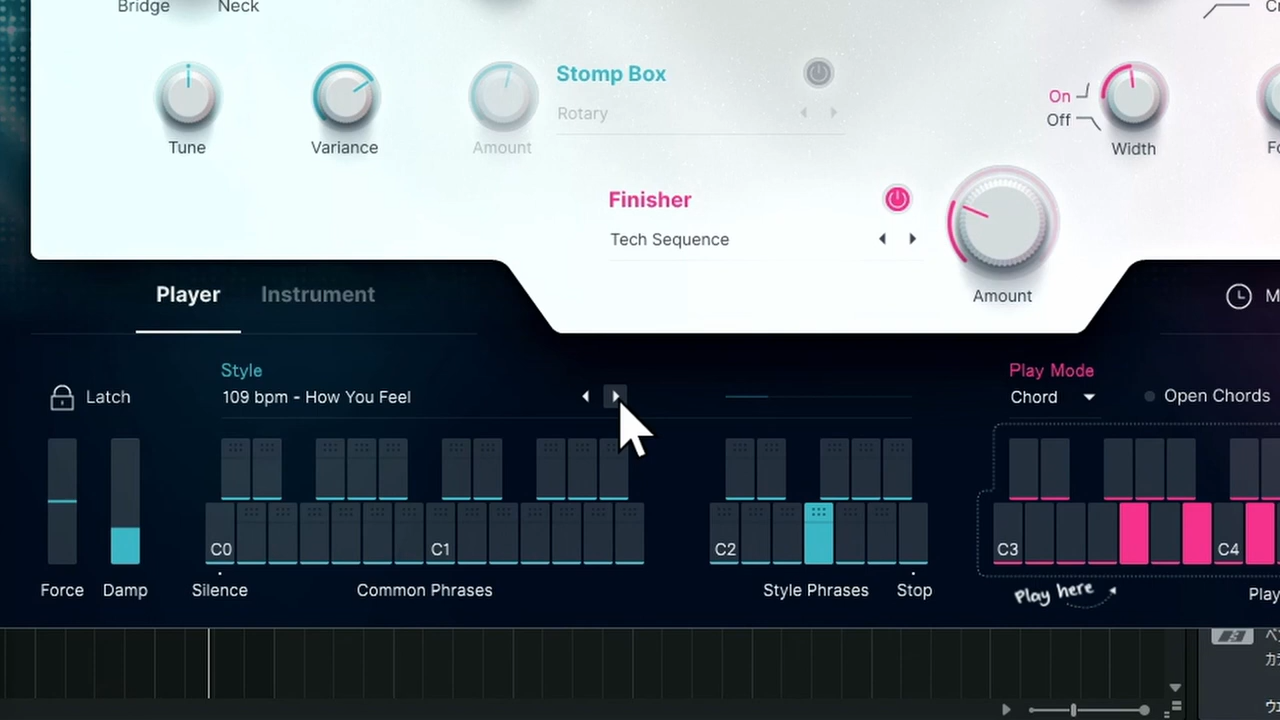 Bridge
Neck
Tune
Variance
Amount
Stomp Box
Rotary
On
Off
Width
Finisher
Tech Sequence
Amount
Player
Instrument
Latch
Style
109 bpm - How You Feel
Play Mode
Chord
Open Chords
C0
C1
C2
C3
C4
Force
Damp
Silence
Common Phrases
Style Phrases
Stop
Play here
Play